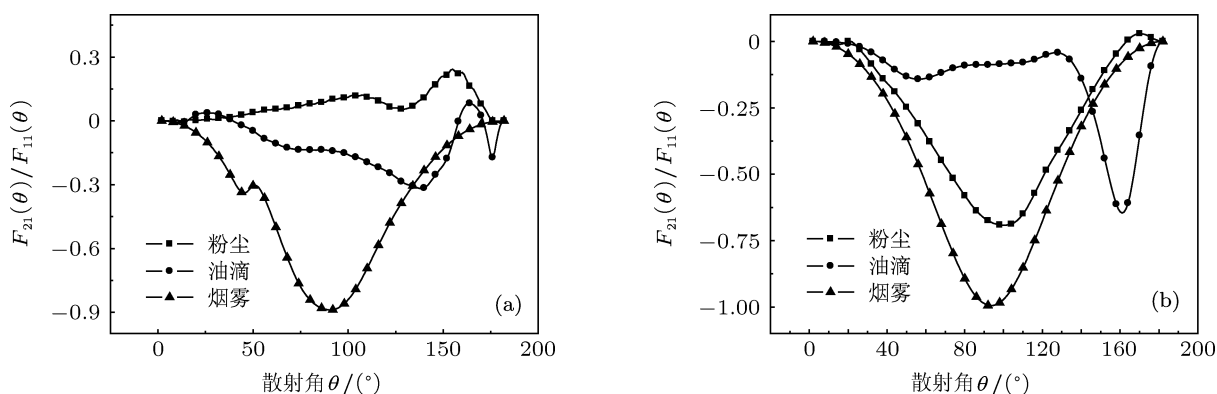 0.3
0
−0.3
−0.6
−0.9
F21(θ)/F11(θ)
粉尘
油滴
烟雾
(a)
0 50 100 150 200
散射角θ/(°)
0
−0.25
−0.50
−0.75
−1.00
F21(θ)/F11(θ)
粉尘
油滴
烟雾
(b)
0 40 80 120 160 200
散射角θ/(°)